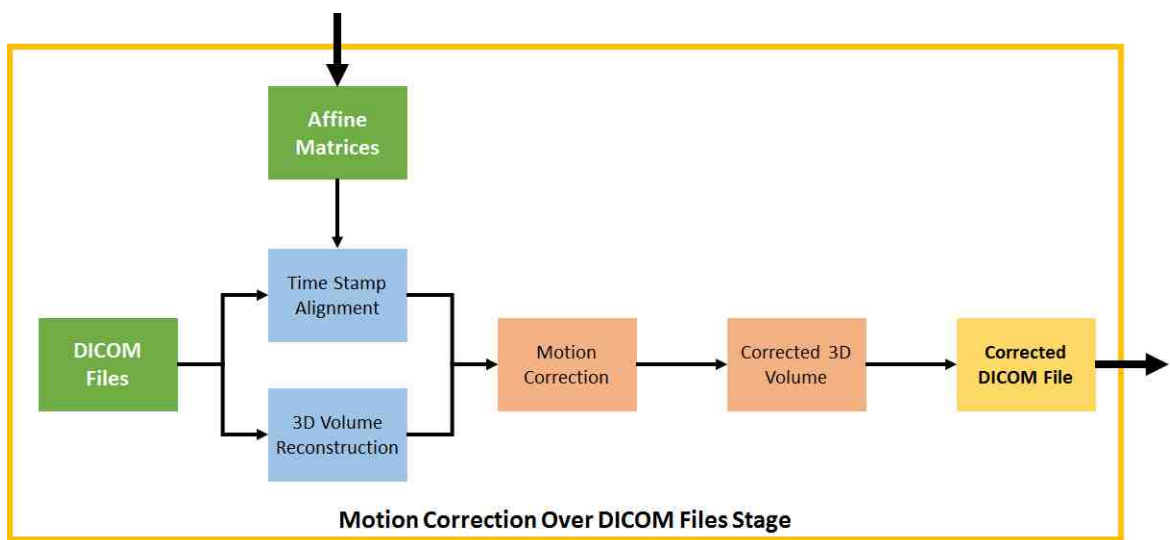 Affine
Matrices
Time Stamp
Alignment
DICOM
Files
3D Volume
Reconstruction
Motion
Correction
Corrected 3D
Volume
Corrected
DICOM File
Motion Correction Over DICOM Files Stage